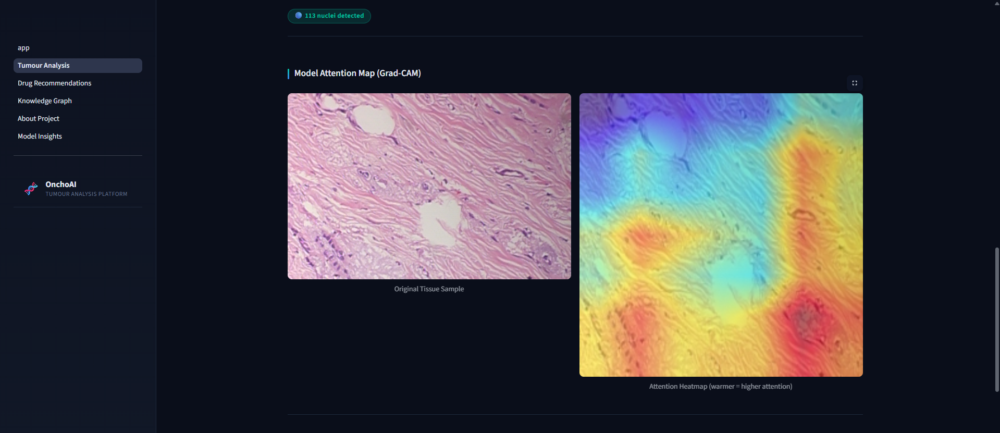 app
Tumour Analysis
Drug Recommendations
Knowledge Graph
About Project
Model Insights
OnchoAI
TUMOUR ANALYSIS PLATFORM
113 nuclei detected
Model Attention Map (Grad-CAM)
Original Tissue Sample
Attention Heatmap (warmer = higher attention)